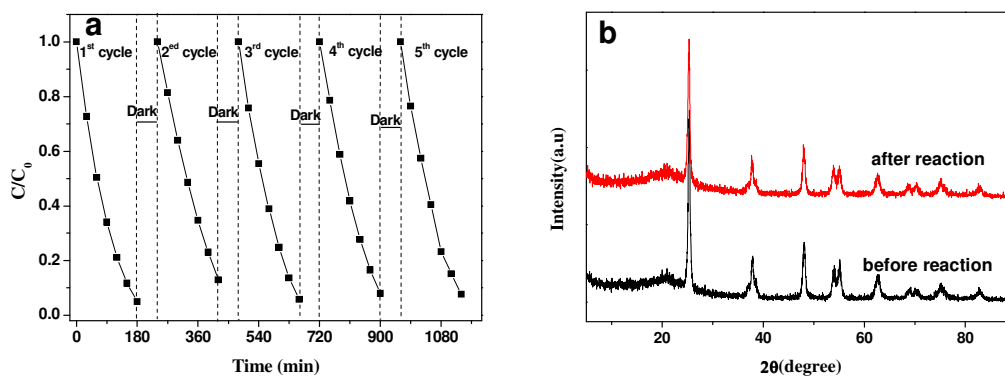 a
1st cycle 2ed cycle 3rd cycle 4th cycle 5th cycle
Dark Dark Dark Dark
C/C0
1.0
0.8
0.6
0.4
0.2
0.0
0 180 360 540 720 900 1080
Time (min)
b
after reaction
before reaction
Intensity(a.u)
20 40 60 80
2θ(degree)